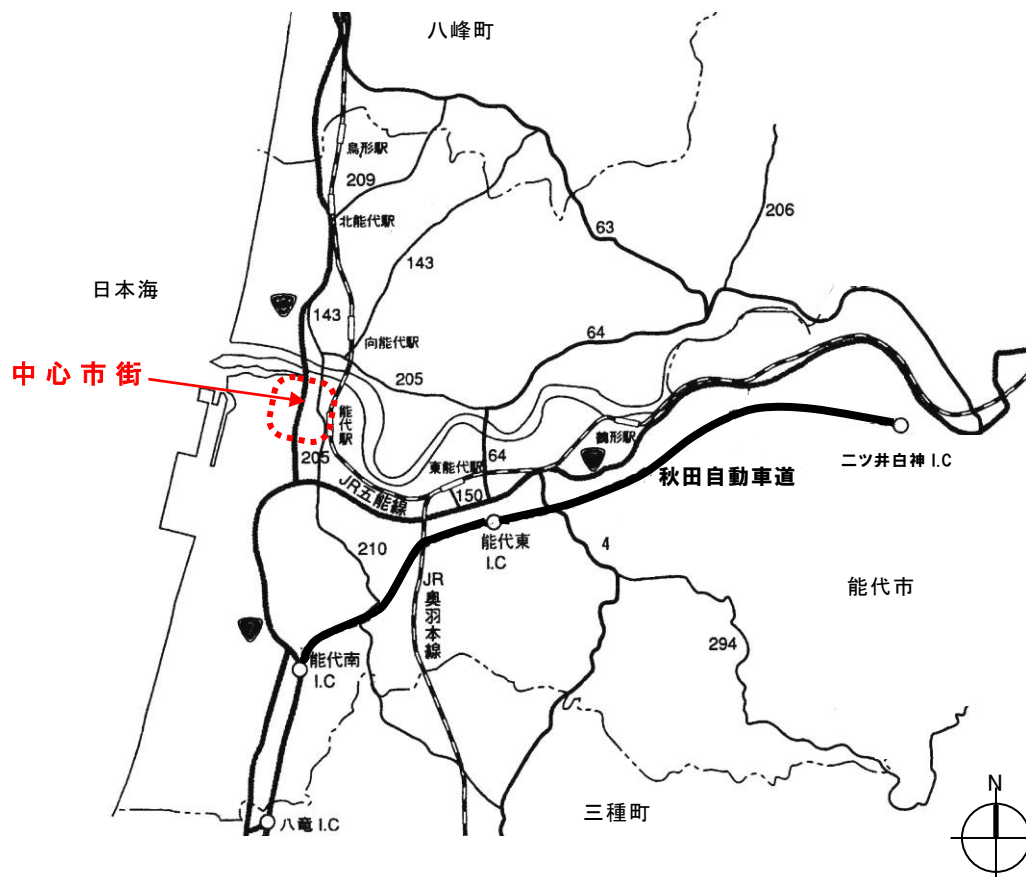 八峰町
鳥形駅
209
北能代駅
206
63
143
日本海
143
向能代駅
64
中心市街
205
能代駅
鶴形駅
64
東能代駅
二ツ井白神 I.C
205
JR五能線
150
秋田自動車道
能代東
I.C
210
4
JR奥羽本線
能代市
294
能代南
I.C
N
三種町
八竜 I.C